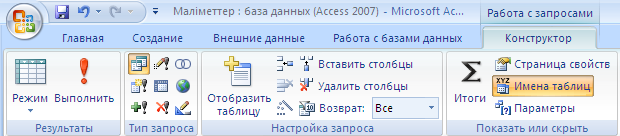 Маліметтер : база данных (Access 2007) - Microsoft Ac...
Работа с запросами
Главная Создание Внешние данные Работа с базами данных Конструктор
Режим
Выполнить
Результаты
Тип запроса
Отобразить таблицу
Вставить столбцы
Удалить столбцы
Возврат: Все
Настройка запроса
Σ
Итоги
Страница свойств
XYZ
Имена таблиц
[?]
Параметры
Показать или скрыть